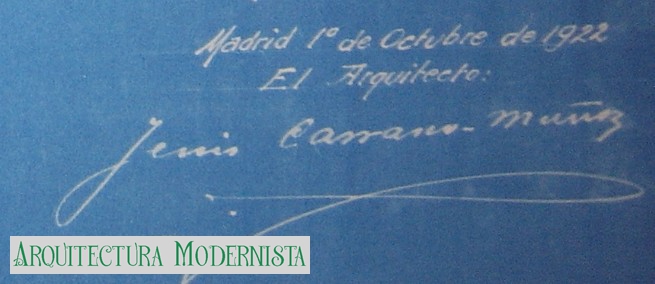 Madrid 1º de Octubre de 1922
El Arquitecto:
Jesús Carrasco-Muñoz
ARQUITECTURA MODERNISTA